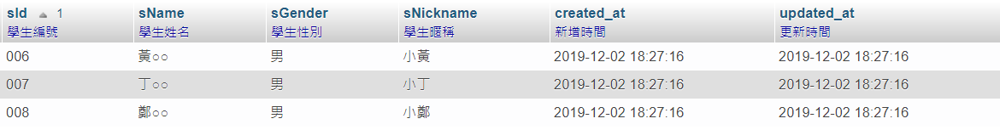 sId 1 sName sGender sNickname created_at updated_at
學生編號 學生姓名 學生性別 學生暱稱 新增時間 更新時間
006 黃○○ 男 小黃 2019-12-02 18:27:16 2019-12-02 18:27:16
007 丁○○ 男 小丁 2019-12-02 18:27:16 2019-12-02 18:27:16
008 鄭○○ 男 小鄭 2019-12-02 18:27:16 2019-12-02 18:27:16